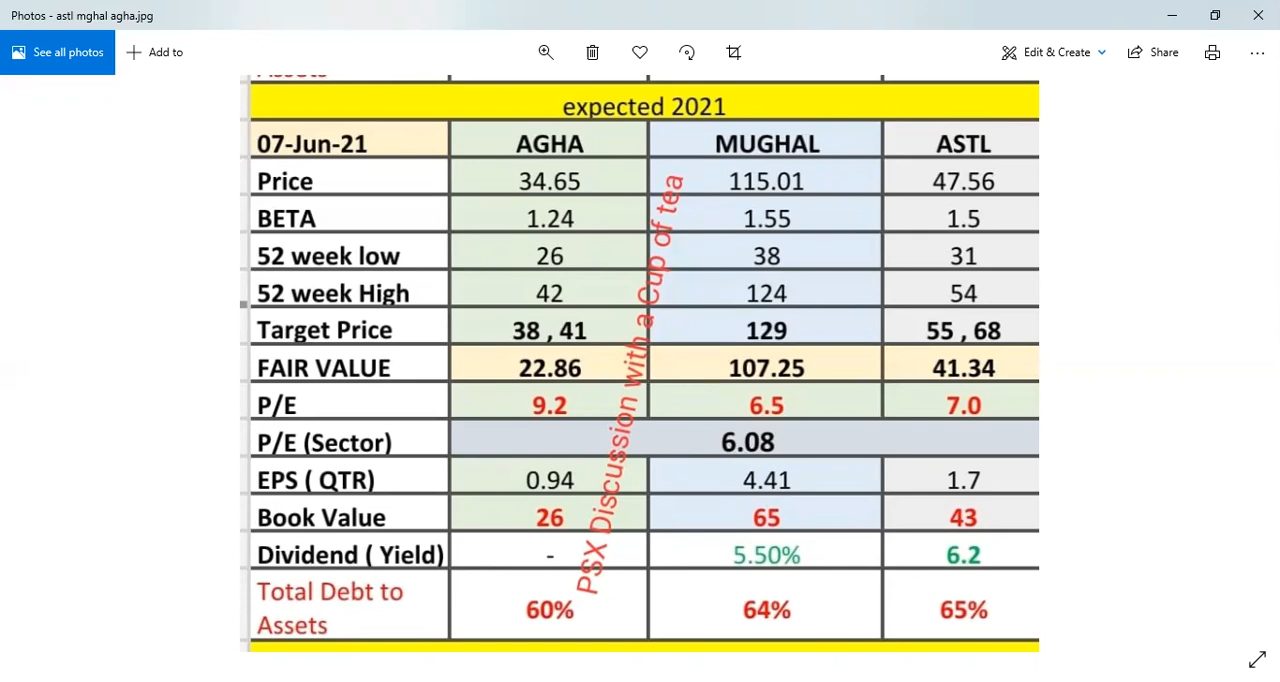 Photos - astl mghal agha.jpg
See all photos
Add to
Edit & Create
Share
Assets
expected 2021
07-Jun-21 AGHA MUGHAL ASTL
Price 34.65 115.01 47.56
BETA 1.24 1.55 1.5
52 week low 26 38 31
52 week High 42 124 54
Target Price 38 , 41 129 55 , 68
FAIR VALUE 22.86 107.25 41.34
P/E 9.2 6.5 7.0
P/E (Sector) 6.08
EPS ( QTR) 0.94 4.41 1.7
Book Value 26 65 43
Dividend ( Yield) - 5.50% 6.2
Total Debt to
Assets 60% 64% 65%
PSX Discussion with a Cup of tea